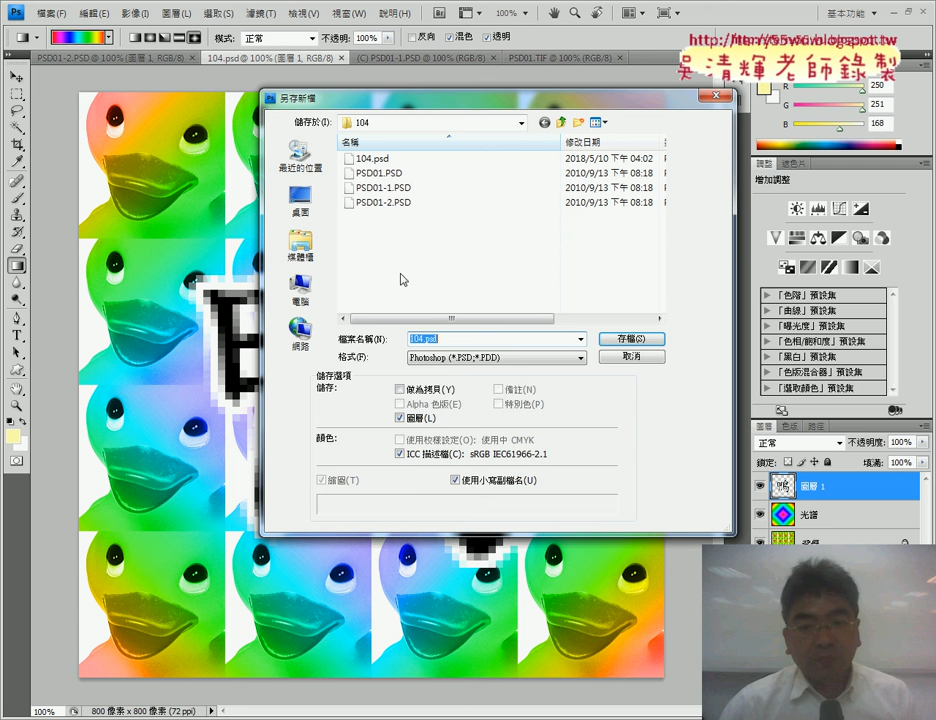 檔案(F) 編輯(E) 影像(I) 圖層(L) 選取(S) 濾鏡(T) 檢視(V) 視窗(W) 說明(H) Br 100% 基本功能
模式: 正常 不透明: 100% 反向 混色 透明
PSD01-2.PSD @ 100% (圖層 1, RGB/8) 104.psd @ 100% (圖層 1, RGB/8) (C) PSD01-1.PSD (RGB/8) PSD01.TIF @ 100% (RGB/8)
吳清輝老師錄製
R 250
G 251
B 168
另存新檔
儲存於(I): 104
名稱 修改日期
104.psd 2018/5/10 下午 04:02
PSD01.PSD 2010/9/13 下午 08:18
PSD01-1.PSD 2010/9/13 下午 08:18
PSD01-2.PSD 2010/9/13 下午 08:18
最近的位置
桌面
媒體櫃
電腦
網路
檔案名稱(N): 104.psd 存檔(S)
格式(F): Photoshop (*.PSD;*.PDD) 取消
儲存選項
儲存: 做為拷貝(Y) 備註(N)
Alpha 色版(E) 特別色(P)
圖層(L)
顏色: 使用校樣設定(O): 使用中 CMYK
ICC 描述檔(C): sRGB IEC61966-2.1
縮圖(T) 使用小寫副檔名(U)
調整 遮色片
增加調整
「色階」預設集
「曲線」預設集
「曝光度」預設集
「色相/飽和度」預設集
「黑白」預設集
「色版混合器」預設集
「選取顏色」預設集
圖層 色版 路徑
正常 不透明度: 100%
鎖定: 填滿: 100%
圖層 1
光譜
100% 800 像素 x 800 像素 (72 ppi)